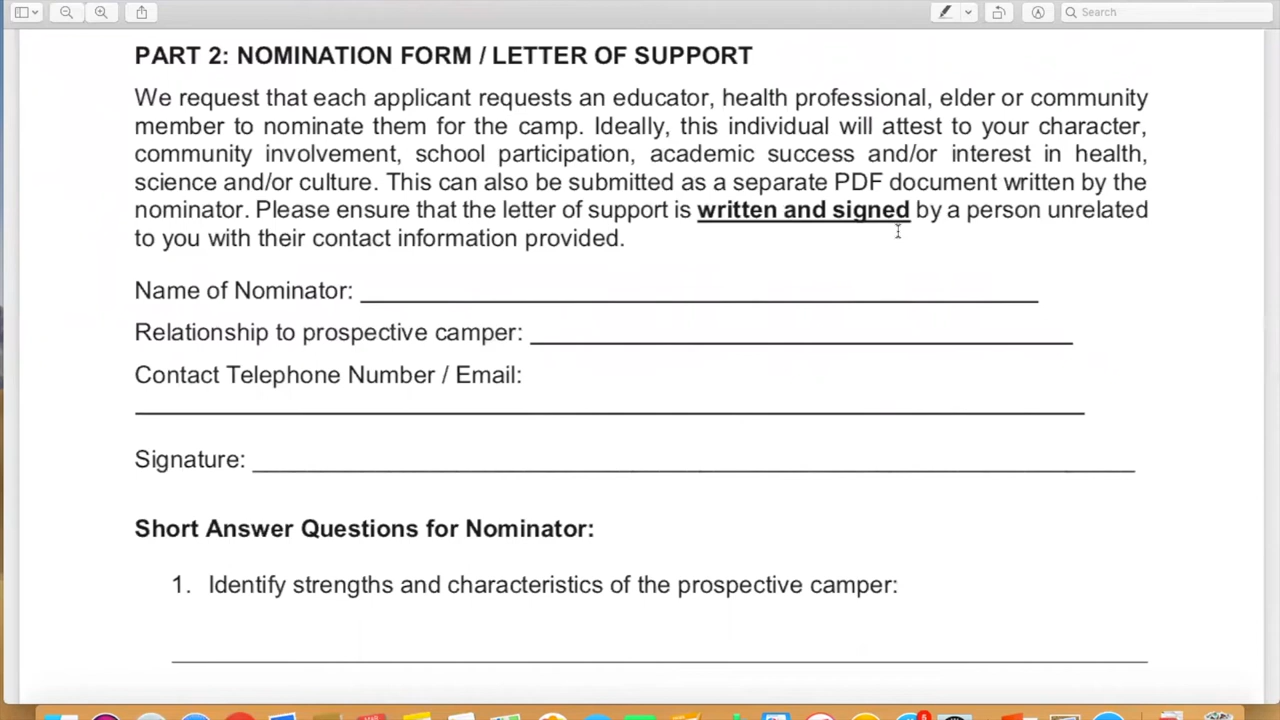 Search
PART 2: NOMINATION FORM / LETTER OF SUPPORT
We request that each applicant requests an educator, health professional, elder or community
member to nominate them for the camp. Ideally, this individual will attest to your character,
community involvement, school participation, academic success and/or interest in health,
science and/or culture. This can also be submitted as a separate PDF document written by the
nominator. Please ensure that the letter of support is written and signed by a person unrelated
to you with their contact information provided.
Name of Nominator:
Relationship to prospective camper:
Contact Telephone Number / Email:
Signature:
Short Answer Questions for Nominator:
1. Identify strengths and characteristics of the prospective camper: